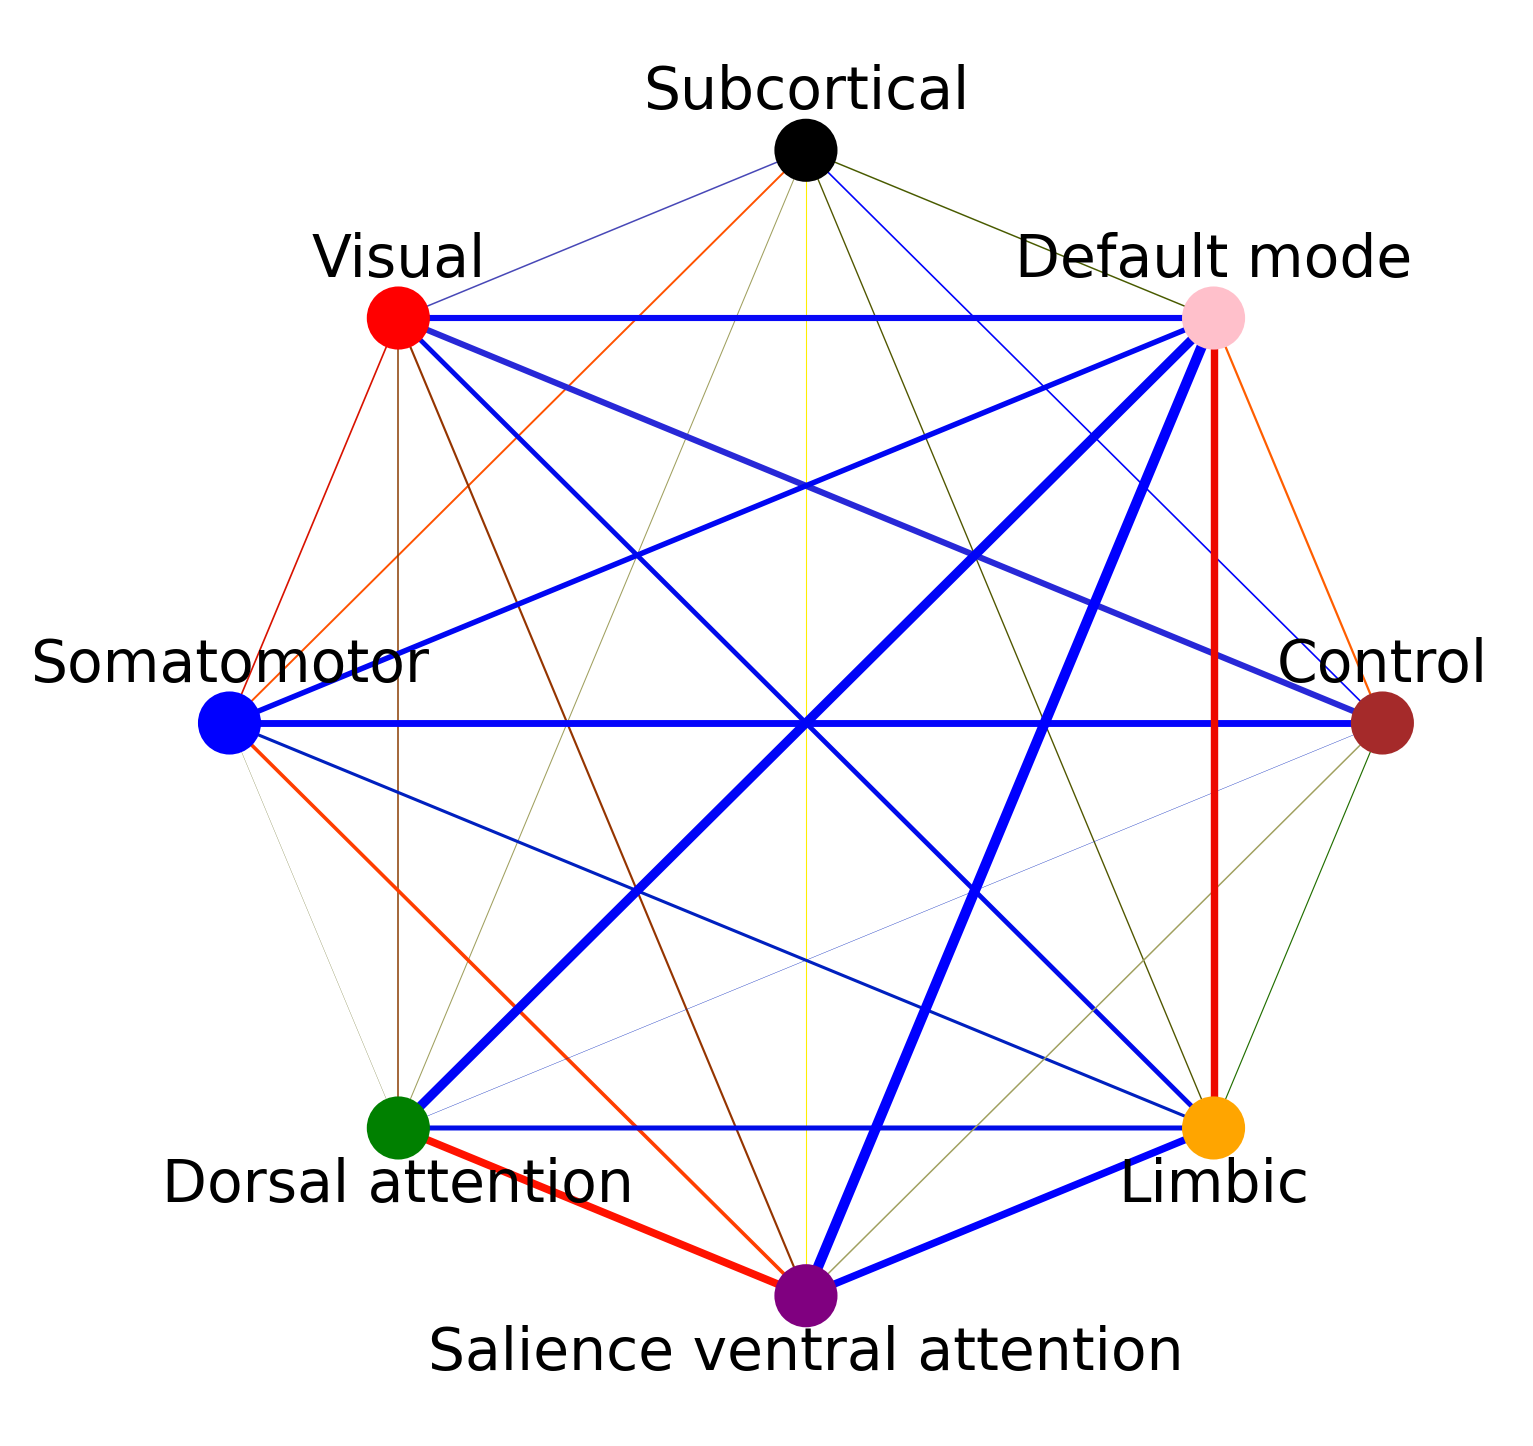 Subcortical
Visual
Default mode
Somatomotor
Control
Dorsal attention
Limbic
Salience ventral attention